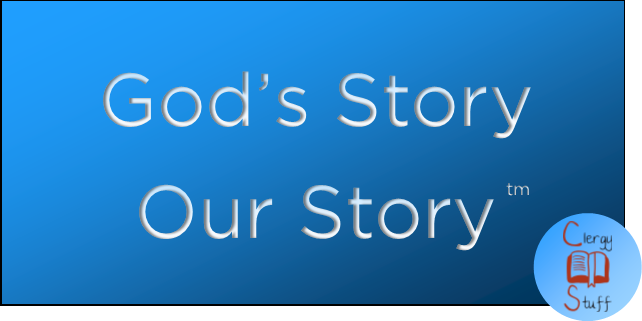 God's Story
Our Story ™
Clergy
Stuff